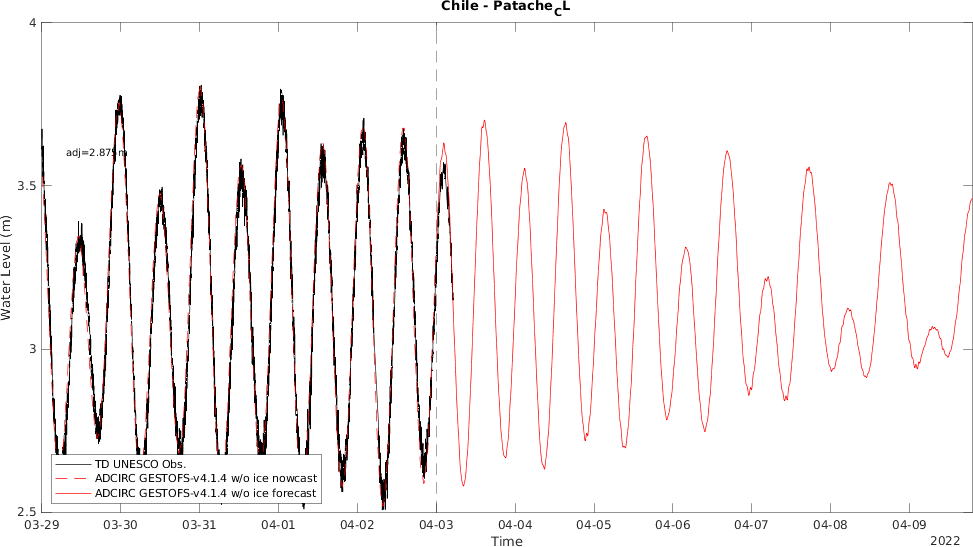 Chile - Patache_CL
4
3.5
3
2.5
Water Level (m)
adj=2.875m
TD UNESCO Obs.
ADCIRC GESTOFS-v4.1.4 w/o ice nowcast
ADCIRC GESTOFS-v4.1.4 w/o ice forecast
03-29 03-30 03-31 04-01 04-02 04-03 04-04 04-05 04-06 04-07 04-08 04-09
Time
2022